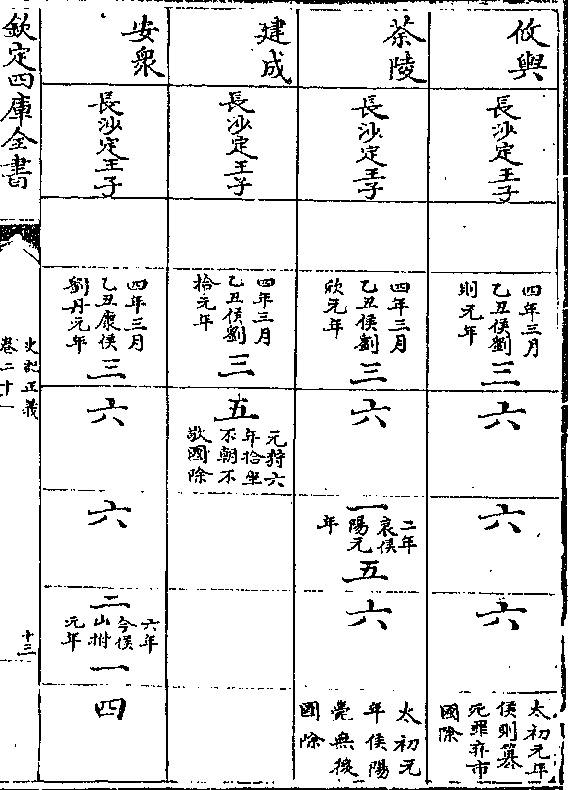 攸輿
長沙定王子
四年三月
乙丑侯劉
則元年
三
六
六
六
太初元年
侯則篡
死罪弃市
國除
荼陵
長沙定王子
四年三月
乙丑侯劉
欣元年
三
六
一
二年
哀侯
陽元
年
五
六
太初元
年侯陽
薨無後
國除
建成
長沙定王子
四年三月
乙丑侯劉
拾元年
三
五
元狩六
年拾坐
不朝不
敬國除
安衆
長沙定王子
四年三月
乙丑康侯
劉丹元年
三
六
六
二
六年
今侯
山拊
元年
一
四
欽定四庫全書
史記正義
卷二十一
十三